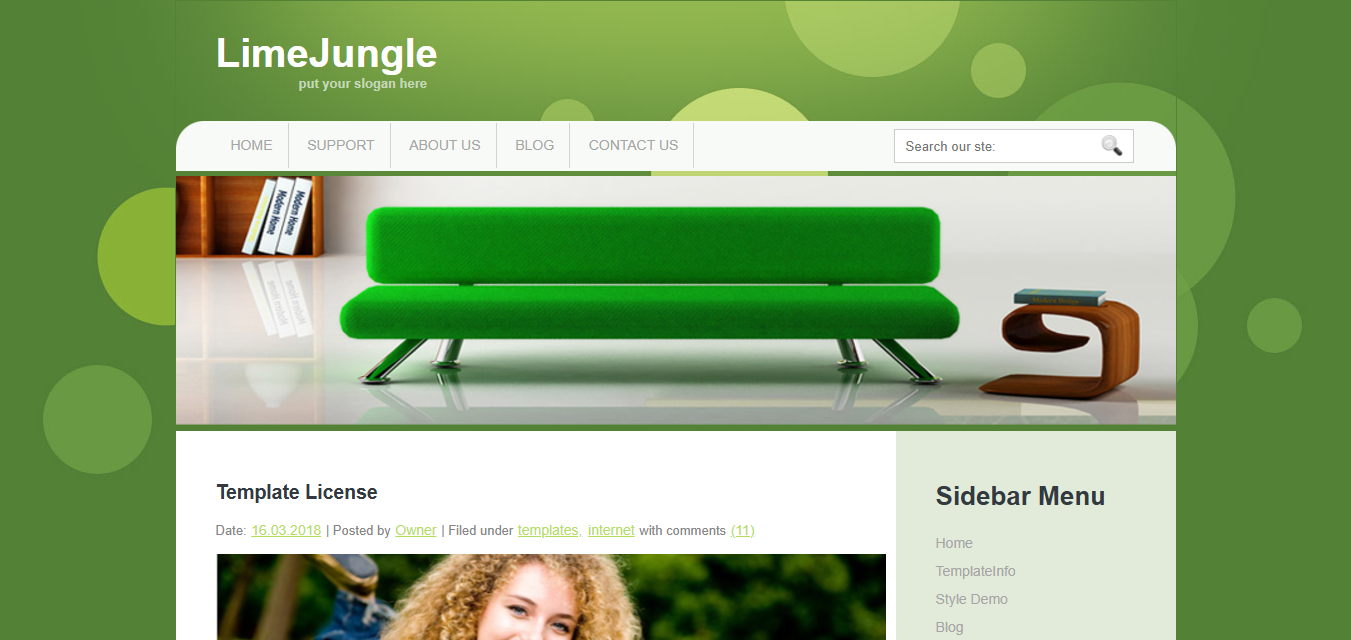 LimeJungle
put your slogan here
HOME SUPPORT ABOUT US BLOG CONTACT US Search our ste:
Modern Home Modern Home
Template License
Date: 16.03.2018 | Posted by Owner | Filed under templates, internet with comments (11)
Sidebar Menu
Home
TemplateInfo
Style Demo
Blog